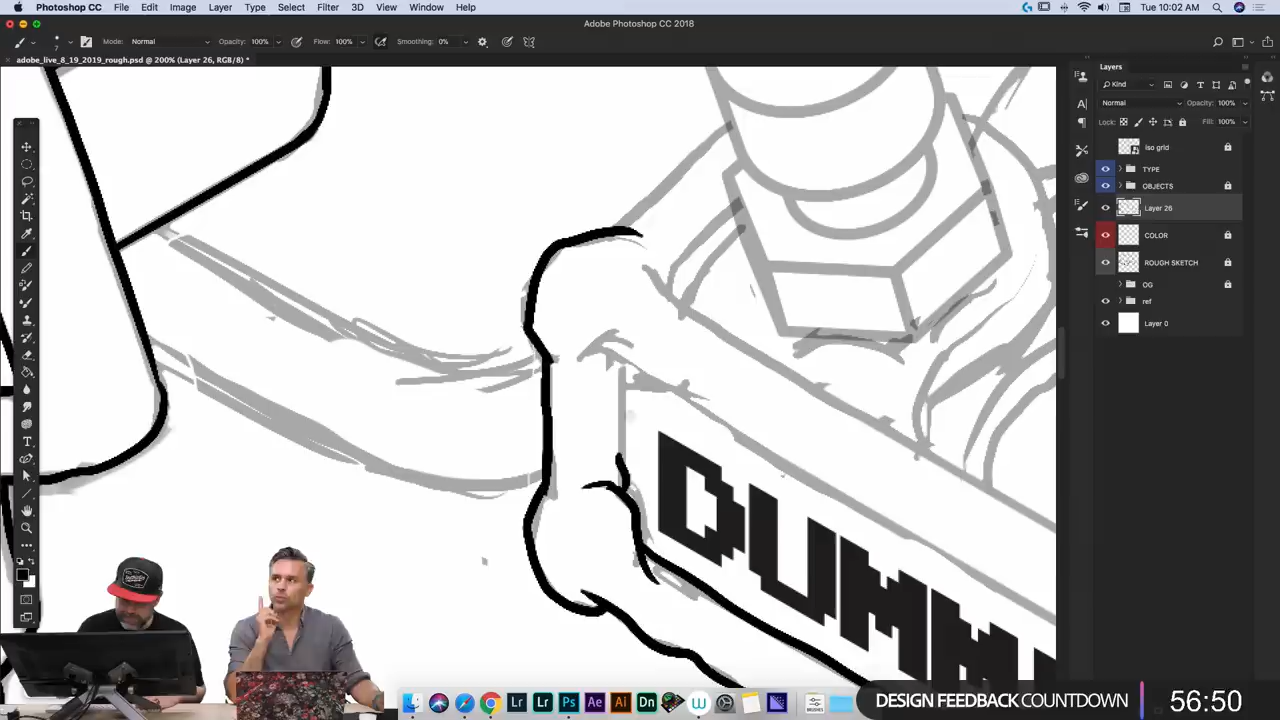 Photoshop CC File Edit Image Layer Type Select Filter 3D View Window Help Tue 10:02 AM
Adobe Photoshop CC 2018
7 Mode: Normal Opacity: 100% Flow: 100% Smoothing: 0%
adobe_live_8_19_2019_rough.psd @ 200% (Layer 26, RGB/8) *
Layers
Kind
Normal Opacity: 100%
Lock: Fill: 100%
iso grid
TYPE
OBJECTS
Layer 26
COLOR
ROUGH SKETCH
OG
ref
Layer 0
DUMM
DESIGN FEEDBACK COUNTDOWN 56:50